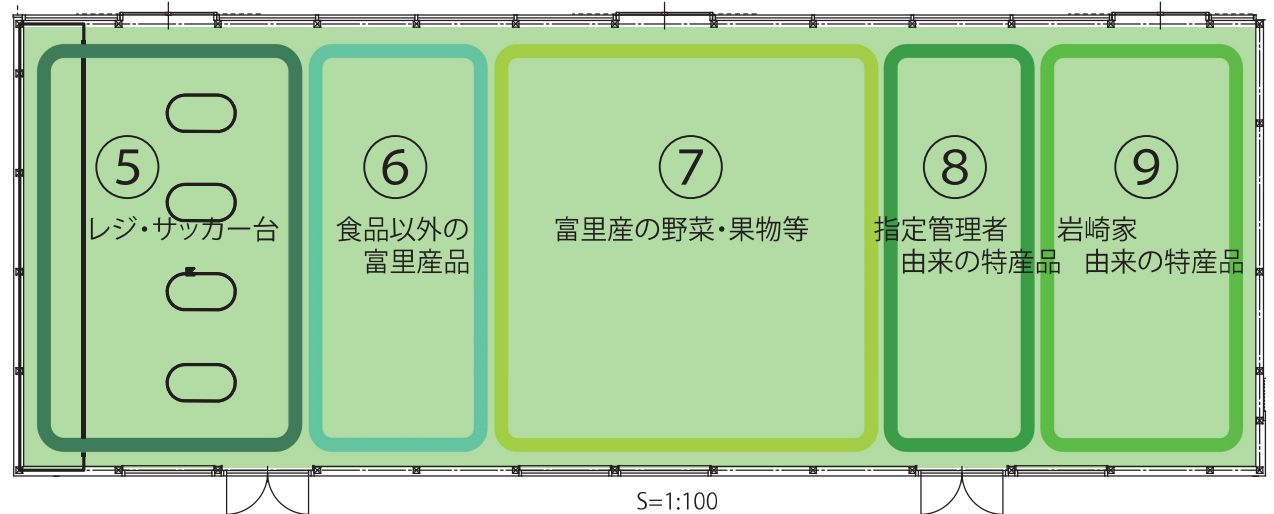 ⑤
レジ・サッカー台
⑥
食品以外の
富里産品
⑦
富里産の野菜・果物等
⑧
指定管理者
由来の特産品
⑨
岩崎家
由来の特産品
S=1:100